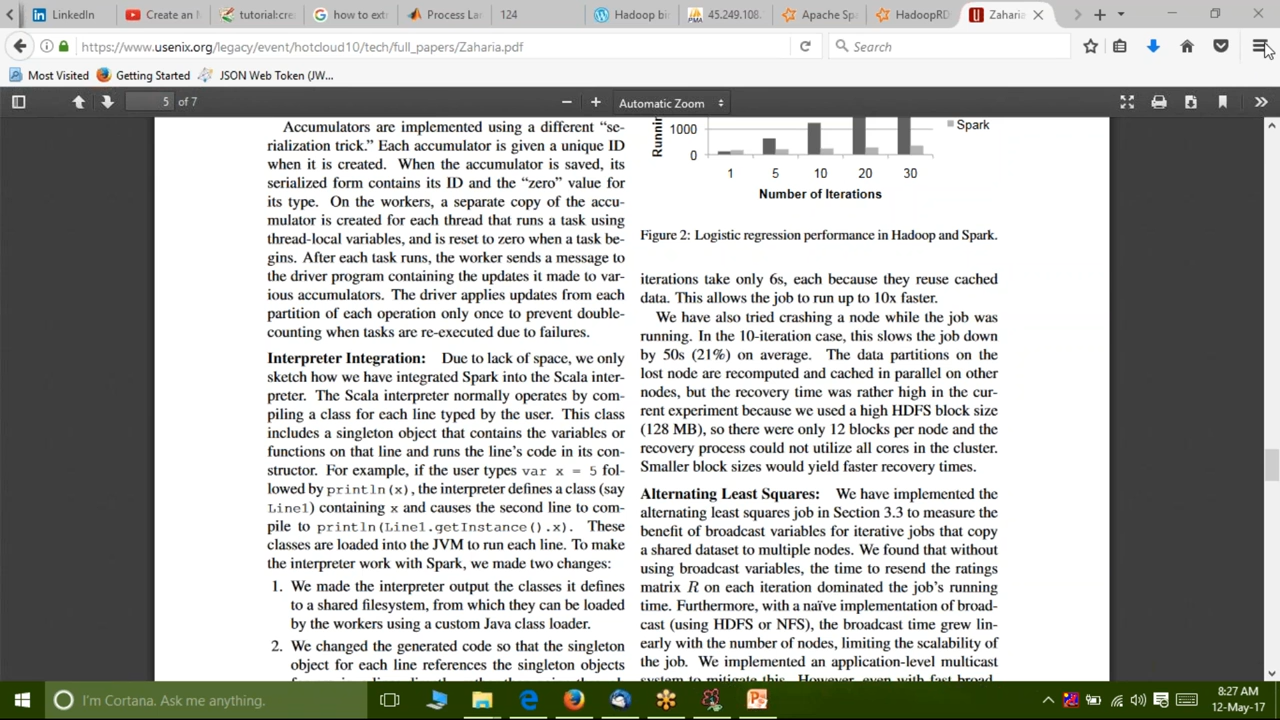 LinkedIn
Create an
tutorial:cre
how to extr
Process Lar
124
Hadoop bir
45.249.108.
Apache Spa
HadoopRD
Zaharia
https://www.usenix.org/legacy/event/hotcloud10/tech/full_papers/Zaharia.pdf
Search
Most Visited
Getting Started
JSON Web Token (JW...
5 of 7
Automatic Zoom
Accumulators are implemented using a different “se-
rialization trick.” Each accumulator is given a unique ID
when it is created. When the accumulator is saved, its
serialized form contains its ID and the “zero” value for
its type. On the workers, a separate copy of the accu-
mulator is created for each thread that runs a task using
thread-local variables, and is reset to zero when a task be-
gins. After each task runs, the worker sends a message to
the driver program containing the updates it made to var-
ious accumulators. The driver applies updates from each
partition of each operation only once to prevent double-
counting when tasks are re-executed due to failures.
Interpreter Integration: Due to lack of space, we only
sketch how we have integrated Spark into the Scala inter-
preter. The Scala interpreter normally operates by com-
piling a class for each line typed by the user. This class
includes a singleton object that contains the variables or
functions on that line and runs the line's code in its con-
structor. For example, if the user types var x = 5 fol-
lowed by println(x), the interpreter defines a class (say
Line1) containing x and causes the second line to com-
pile to println(Line1.getInstance().x). These
classes are loaded into the JVM to run each line. To make
the interpreter work with Spark, we made two changes:
1. We made the interpreter output the classes it defines
to a shared filesystem, from which they can be loaded
by the workers using a custom Java class loader.
2. We changed the generated code so that the singleton
object for each line references the singleton objects
Runnin
1000
0
Spark
1 5 10 20 30
Number of Iterations
Figure 2: Logistic regression performance in Hadoop and Spark.
iterations take only 6s, each because they reuse cached
data. This allows the job to run up to 10x faster.
We have also tried crashing a node while the job was
running. In the 10-iteration case, this slows the job down
by 50s (21%) on average. The data partitions on the
lost node are recomputed and cached in parallel on other
nodes, but the recovery time was rather high in the cur-
rent experiment because we used a high HDFS block size
(128 MB), so there were only 12 blocks per node and the
recovery process could not utilize all cores in the cluster.
Smaller block sizes would yield faster recovery times.
Alternating Least Squares: We have implemented the
alternating least squares job in Section 3.3 to measure the
benefit of broadcast variables for iterative jobs that copy
a shared dataset to multiple nodes. We found that without
using broadcast variables, the time to resend the ratings
matrix R on each iteration dominated the job's running
time. Furthermore, with a naïve implementation of broad-
cast (using HDFS or NFS), the broadcast time grew lin-
early with the number of nodes, limiting the scalability of
the job. We implemented an application-level multicast
system to mitigate this. However, even with fast broad-
I'm Cortana. Ask me anything.
8:27 AM
12-May-17